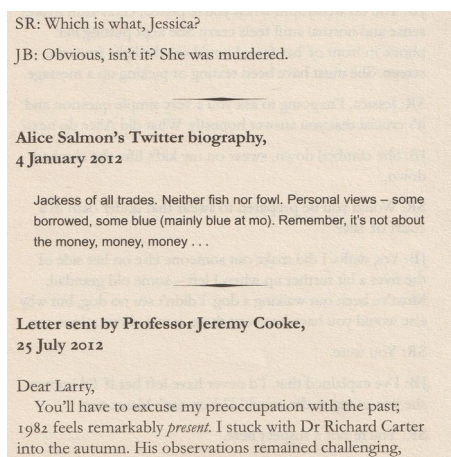 SR: Which is what, Jessica?
JB: Obvious, isn't it? She was murdered.
Alice Salmon's Twitter biography,
4 January 2012
Jackess of all trades. Neither fish nor fowl. Personal views – some
borrowed, some blue (mainly blue at mo). Remember, it's not about
the money, money, money . . .
Letter sent by Professor Jeremy Cooke,
25 July 2012
Dear Larry,
You'll have to excuse my preoccupation with the past;
1982 feels remarkably present. I stuck with Dr Richard Carter
into the autumn. His observations remained challenging,